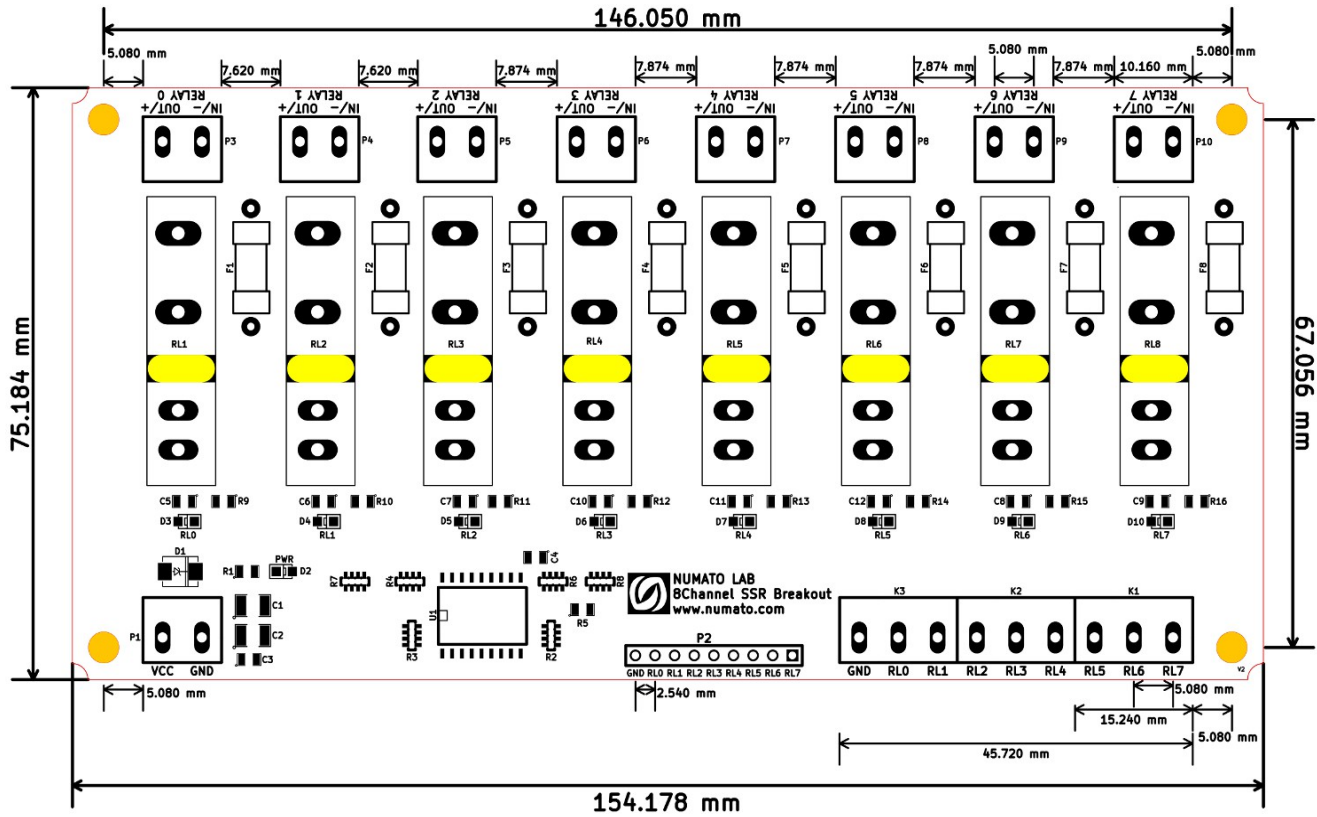 146.050 mm
5.080 mm
5.080 mm
5.080 mm
7.620 mm
7.620 mm
7.874 mm
7.874 mm
7.874 mm
7.874 mm
7.874 mm
10.160 mm
RELAY 0
RELAY 1
RELAY 2
RELAY 3
RELAY 4
RELAY 5
RELAY 6
RELAY 7
IN/- OUT/+
IN/- OUT/+
IN/- OUT/+
IN/- OUT/+
IN/- OUT/+
IN/- OUT/+
IN/- OUT/+
IN/- OUT/+
P3
P4
P5
P6
P7
P8
P9
P10
F1
F2
F3
F4
F5
F6
F7
F8
75.184 mm
67.056 mm
RL1
RL2
RL3
RL4
RL5
RL6
RL7
RL8
C5 R9
C6 R10
C7 R11
C10 R12
C11 R13
C12 R14
C8 R15
C9 R16
D3
D4
D5
D6
D7
D8
D9
D10
RL0
RL1
RL2
RL3
RL4
RL5
RL6
RL7
D1
R1
PWR
D2
C4
R7
R4
R6
R8
NUMATO LAB
8Channel SSR Breakout
www.numato.com
K3
K2
K1
C1
U1
R5
P1
C2
R3
R2
P2
C3
VCC GND
GND RL0 RL1 RL2 RL3 RL4 RL5 RL6 RL7
GND RL0 RL1 RL2 RL3 RL4 RL5 RL6 RL7
V2
5.080 mm
2.540 mm
5.080 mm
15.240 mm
5.080 mm
45.720 mm
154.178 mm